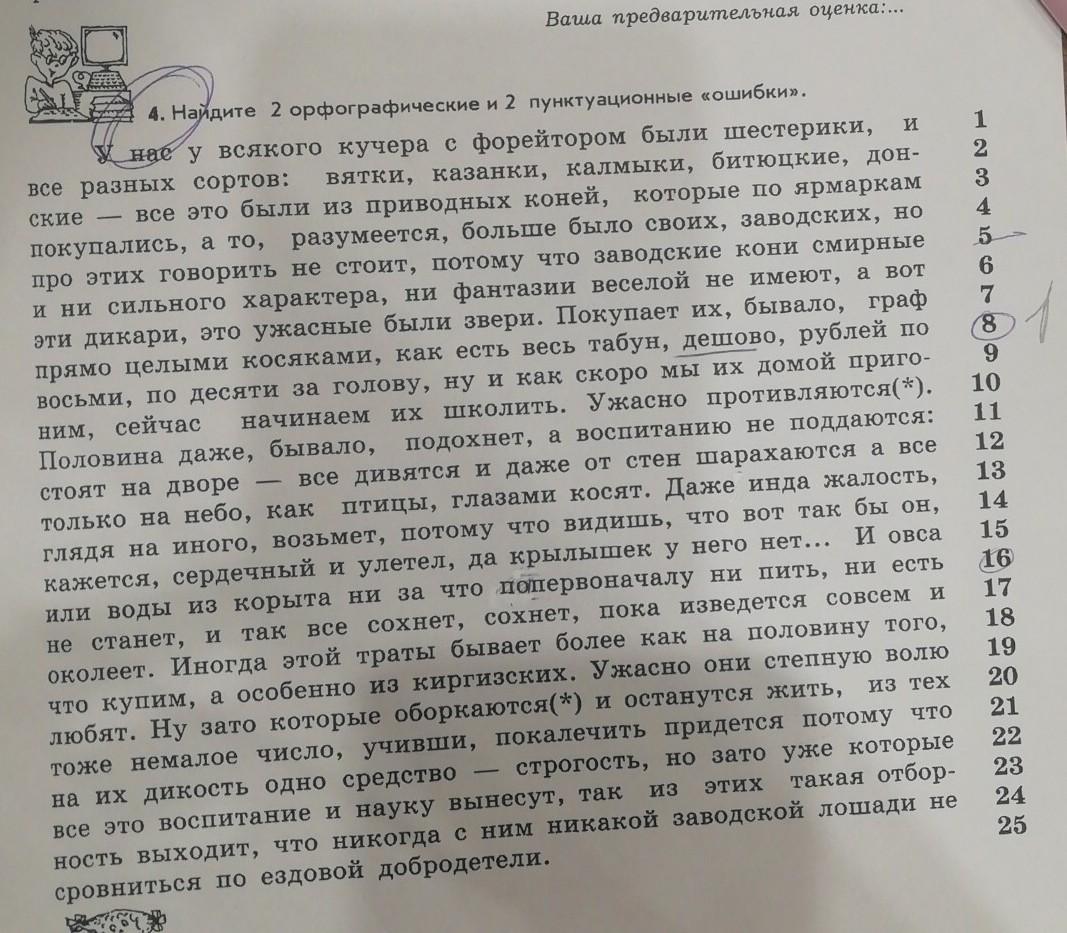 Ваша предварительная оценка:...
4. Найдите 2 орфографические и 2 пунктуационные «ошибки».
У нас у всякого кучера с форейтором были шестерики, и 1
все разных сортов: вятки, казанки, калмыки, битюцкие, дон- 2
ские — все это были из приводных коней, которые по ярмаркам 3
покупались, а то, разумеется, больше было своих, заводских, но 4
про этих говорить не стоит, потому что заводские кони смирные 5
и ни сильного характера, ни фантазии веселой не имеют, а вот 6
эти дикари, это ужасные были звери. Покупает их, бывало, граф 7
прямо целыми косяками, как есть весь табун, дешово, рублей по 8
восьми, по десяти за голову, ну и как скоро мы их домой приго- 9
ним, сейчас начинаем их школить. Ужасно противляются(*). 10
Половина даже, бывало, подохнет, а воспитанию не поддаются: 11
стоят на дворе — все дивятся и даже от стен шарахаются а все 12
только на небо, как птицы, глазами косят. Даже инда жалость, 13
глядя на иного, возьмет, потому что видишь, что вот так бы он, 14
кажется, сердечный и улетел, да крылышек у него нет... И овса 15
или воды из корыта ни за что попервоначалу ни пить, ни есть 16
не станет, и так все сохнет, сохнет, пока изведется совсем и 17
околеет. Иногда этой траты бывает более как на половину того, 18
что купим, а особенно из киргизских. Ужасно они степную волю 19
любят. Ну зато которые оборкаются(*) и останутся жить, из тех 20
тоже немалое число, учивши, покалечить придется потому что 21
на их дикость одно средство — строгость, но зато уже которые 22
все это воспитание и науку вынесут, так из этих такая отбор- 23
ность выходит, что никогда с ним никакой заводской лошади не 24
сровниться по ездовой добродетели. 25
1